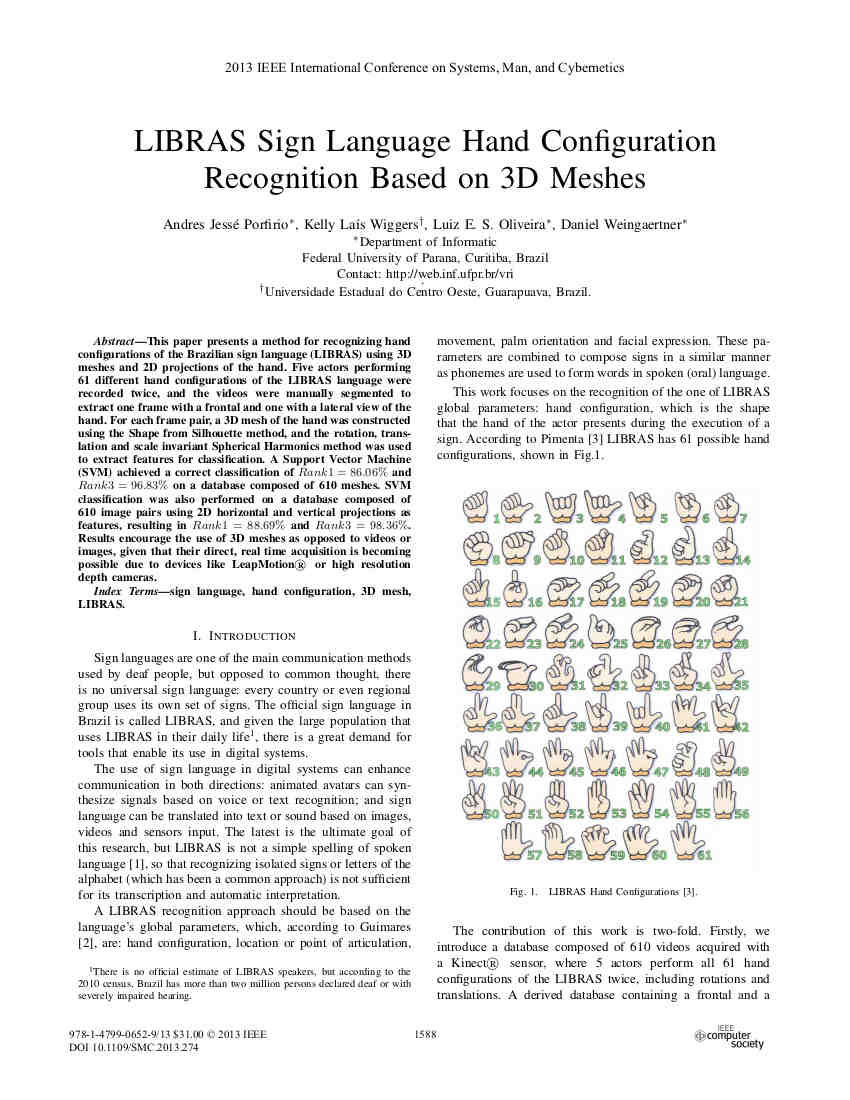 2013 IEEE International Conference on Systems, Man, and Cybernetics
LIBRAS Sign Language Hand Configuration
Recognition Based on 3D Meshes
Andres Jessé Porfirio*, Kelly Laís Wiggers†, Luiz E. S. Oliveira*, Daniel Weingaertner*
*Department of Informatic
Federal University of Parana, Curitiba, Brazil
Contact: http://web.inf.ufpr.br/vri
†Universidade Estadual do Centro Oeste, Guarapuava, Brazil.
Abstract—This paper presents a method for recognizing hand
configurations of the Brazilian sign language (LIBRAS) using 3D
meshes and 2D projections of the hand. Five actors performing
61 different hand configurations of the LIBRAS language were
recorded twice, and the videos were manually segmented to
extract one frame with a frontal and one with a lateral view of the
hand. For each frame pair, a 3D mesh of the hand was constructed
using the Shape from Silhouette method, and the rotation, trans-
lation and scale invariant Spherical Harmonics method was used
to extract features for classification. A Support Vector Machine
(SVM) achieved a correct classification of Rank1 = 86.06% and
Rank3 = 96.83% on a database composed of 610 meshes. SVM
classification was also performed on a database composed of
610 image pairs using 2D horizontal and vertical projections as
features, resulting in Rank1 = 88.69% and Rank3 = 98.36%.
Results encourage the use of 3D meshes as opposed to videos or
images, given that their direct, real time acquisition is becoming
possible due to devices like LeapMotion® or high resolution
depth cameras.
Index Terms—sign language, hand configuration, 3D mesh,
LIBRAS.
I. INTRODUCTION
Sign languages are one of the main communication methods
used by deaf people, but opposed to common thought, there
is no universal sign language: every country or even regional
group uses its own set of signs. The official sign language in
Brazil is called LIBRAS, and given the large population that
uses LIBRAS in their daily life¹, there is a great demand for
tools that enable its use in digital systems.
The use of sign language in digital systems can enhance
communication in both directions: animated avatars can syn-
thesize signals based on voice or text recognition; and sign
language can be translated into text or sound based on images,
videos and sensors input. The latest is the ultimate goal of
this research, but LIBRAS is not a simple spelling of spoken
language [1], so that recognizing isolated signs or letters of the
alphabet (which has been a common approach) is not sufficient
for its transcription and automatic interpretation.
A LIBRAS recognition approach should be based on the
language's global parameters, which, according to Guimares
[2], are: hand configuration, location or point of articulation,
¹There is no official estimate of LIBRAS speakers, but according to the
2010 census, Brazil has more than two million persons declared deaf or with
severely impaired hearing.
movement, palm orientation and facial expression. These pa-
rameters are combined to compose signs in a similar manner
as phonemes are used to form words in spoken (oral) language.
This work focuses on the recognition of the one of LIBRAS
global parameters: hand configuration, which is the shape
that the hand of the actor presents during the execution of a
sign. According to Pimenta [3] LIBRAS has 61 possible hand
configurations, shown in Fig.1.
1 2 3 4 5 6 7
8 9 10 11 12 13 14
15 16 17 18 19 20 21
22 23 24 25 26 27 28
29 30 31 32 33 34 35
36 37 38 39 40 41 42
43 44 45 46 47 48 49
50 51 52 53 54 55 56
57 58 59 60 61
Fig. 1. LIBRAS Hand Configurations [3].
The contribution of this work is two-fold. Firstly, we
introduce a database composed of 610 videos acquired with
a Kinect® sensor, where 5 actors perform all 61 hand
configurations of the LIBRAS twice, including rotations and
translations. A derived database containing a frontal and a
978-1-4799-0652-9/13 $31.00 © 2013 IEEE
DOI 10.1109/SMC.2013.274
1588
IEEE
computer
society